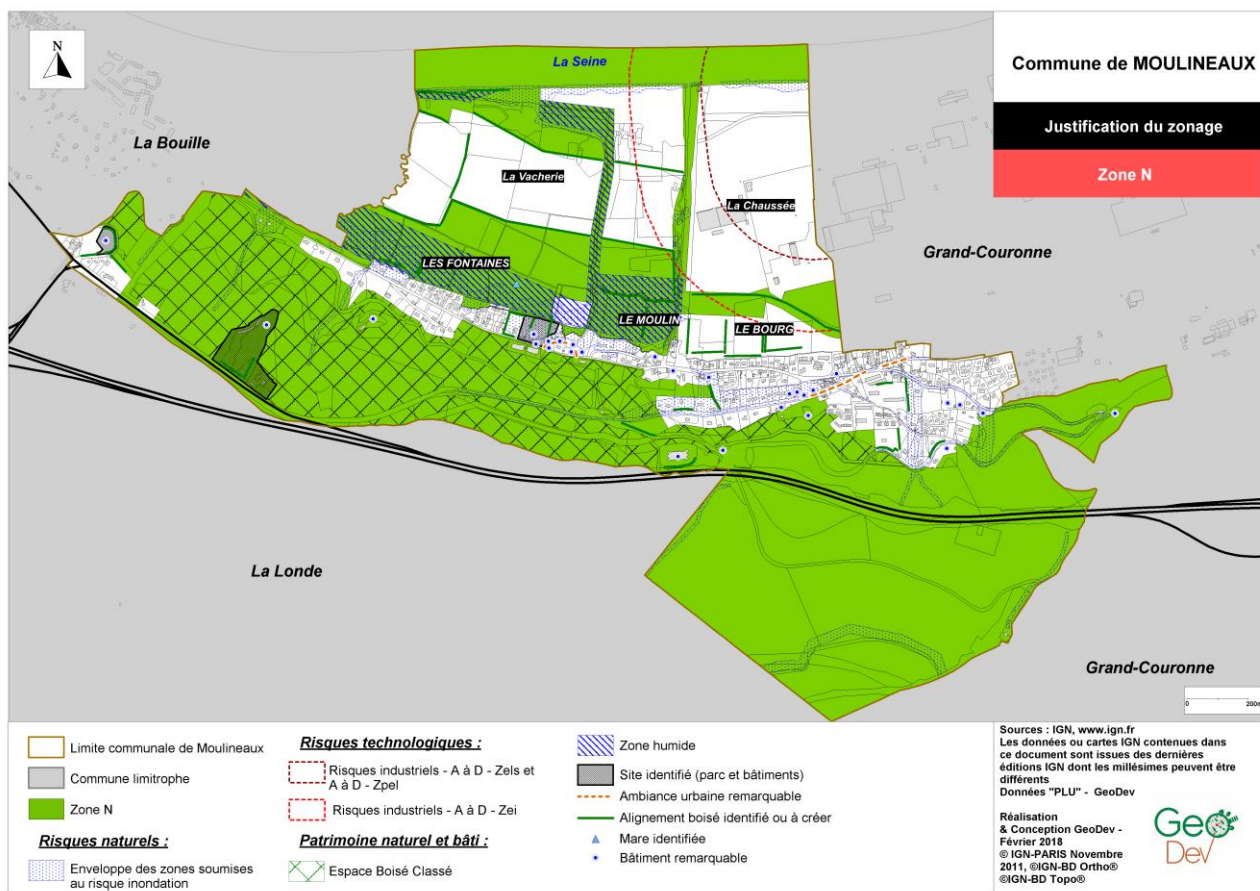 N
La Seine
Commune de MOULINEAUX
Justification du zonage
Zone N
La Bouille
La Vacherie
La Chaussée
Grand-Couronne
LES FONTAINES
LE MOULIN
LE BOURG
La Londe
Grand-Couronne
0 200m
Limite communale de Moulineaux
Commune limitrophe
Zone N
Risques naturels :
Enveloppe des zones soumises
au risque inondation
Risques technologiques :
Risques industriels - A à D - Zels et
A à D - Zpel
Risques industriels - A à D - Zei
Patrimoine naturel et bâti :
Espace Boisé Classé
Zone humide
Site identifié (parc et bâtiments)
Ambiance urbaine remarquable
Alignement boisé identifié ou à créer
Mare identifiée
Bâtiment remarquable
Sources : IGN, www.ign.fr
Les données ou cartes IGN contenues dans
ce document sont issues des dernières
éditions IGN dont les millésimes peuvent être
différents
Données "PLU" - GeoDev
Réalisation
& Conception GeoDev -
Février 2018
© IGN-PARIS Novembre
2011, ©IGN-BD Ortho®
©IGN-BD Topo®
Geo
Dev